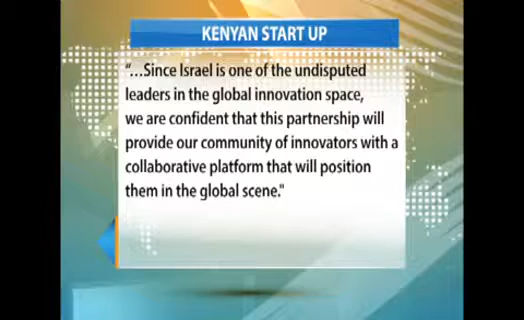 KENYAN START UP
"...Since Israel is one of the undisputed
leaders in the global innovation space,
we are confident that this partnership will
provide our community of innovators with a
collaborative platform that will position
them in the global scene."